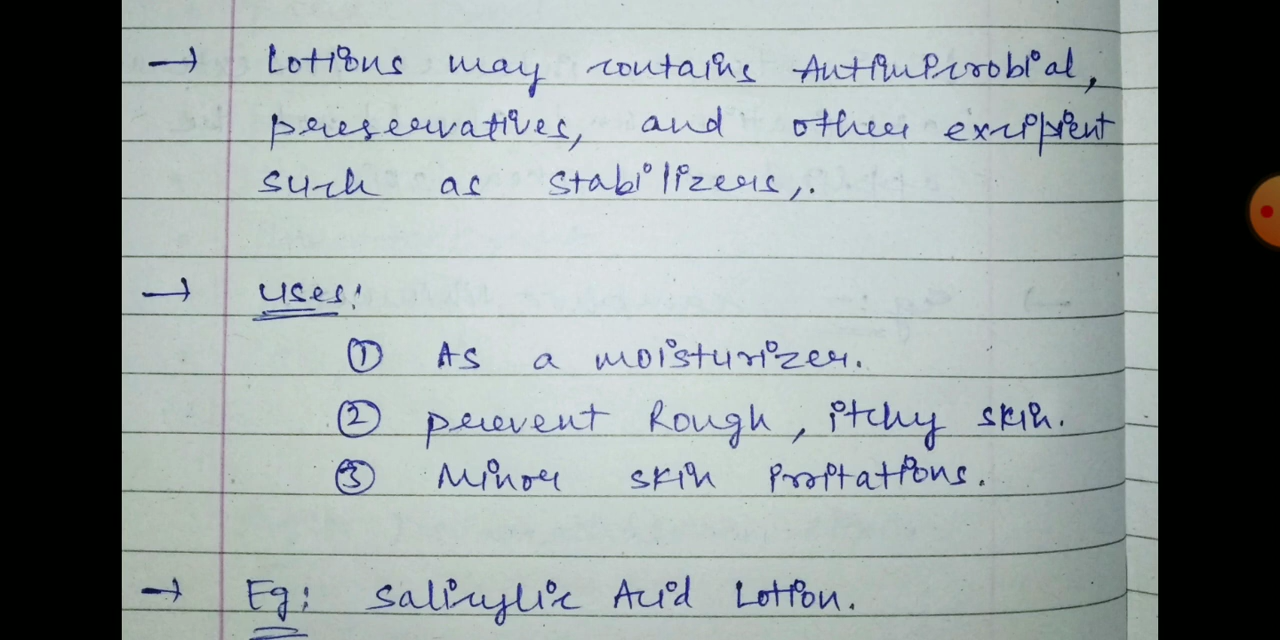 → Lotions may contains Antimicrobial,
preservatives, and other excipient
such as stabilizers,.
→ Uses:
① As a moisturizer.
② prevent Rough, itchy skin.
③ Minor skin irritations.
→ Eg: Salicylic Acid Lotion.